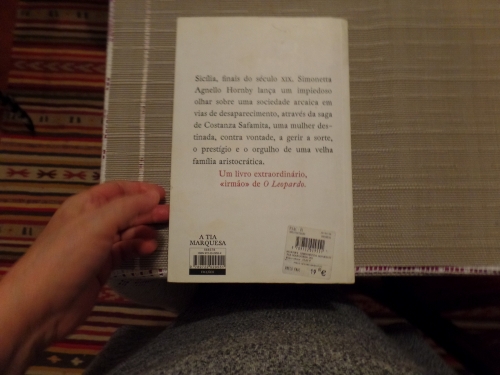 Sicília, finais do século XIX. Simonetta
Agnello Hornby lança um impiedoso
olhar sobre uma sociedade arcaica em
vias de desaparecimento, através da saga
de Costanza Safamita, uma mulher des-
tinada, contra vontade, a gerir a sorte,
o prestígio e o orgulho de uma velha
família aristocrática.
Um livro extraordinário,
«irmão» de O Leopardo.
A TIA
MARQUESA